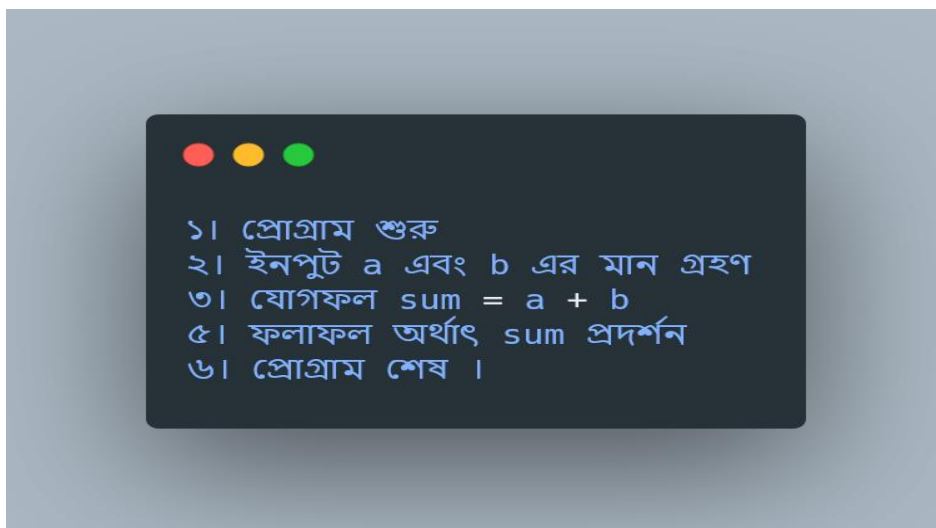 ১। প্রোগ্রাম শুরু
২। ইনপুট a এবং b এর মান গ্রহণ
৩। যোগফল sum = a + b
৫। ফলাফল অর্থাৎ sum প্রদর্শন
৬। প্রোগ্রাম শেষ ।